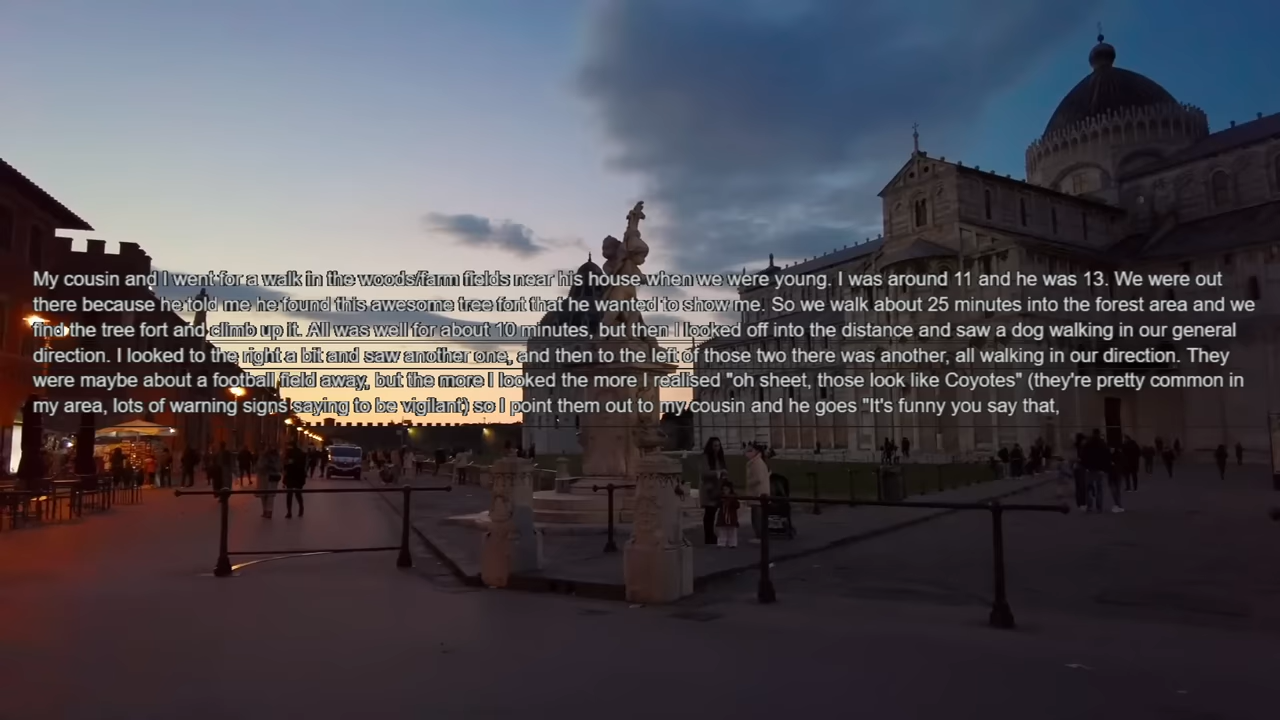 My cousin and I went for a walk in the woods/farm fields near his house when we were young. I was around 11 and he was 13. We were out
there because he told me he found this awesome tree fort that he wanted to show me. So we walk about 25 minutes into the forest area and we
find the tree fort and climb up it. All was well for about 10 minutes, but then I looked off into the distance and saw a dog walking in our general
direction. I looked to the right a bit and saw another one, and then to the left of those two there was another, all walking in our direction. They
were maybe about a football field away, but the more I looked the more I realised "oh sheet, those look like Coyotes" (they're pretty common in
my area, lots of warning signs saying to be vigilant) so I point them out to my cousin and he goes "It's funny you say that,